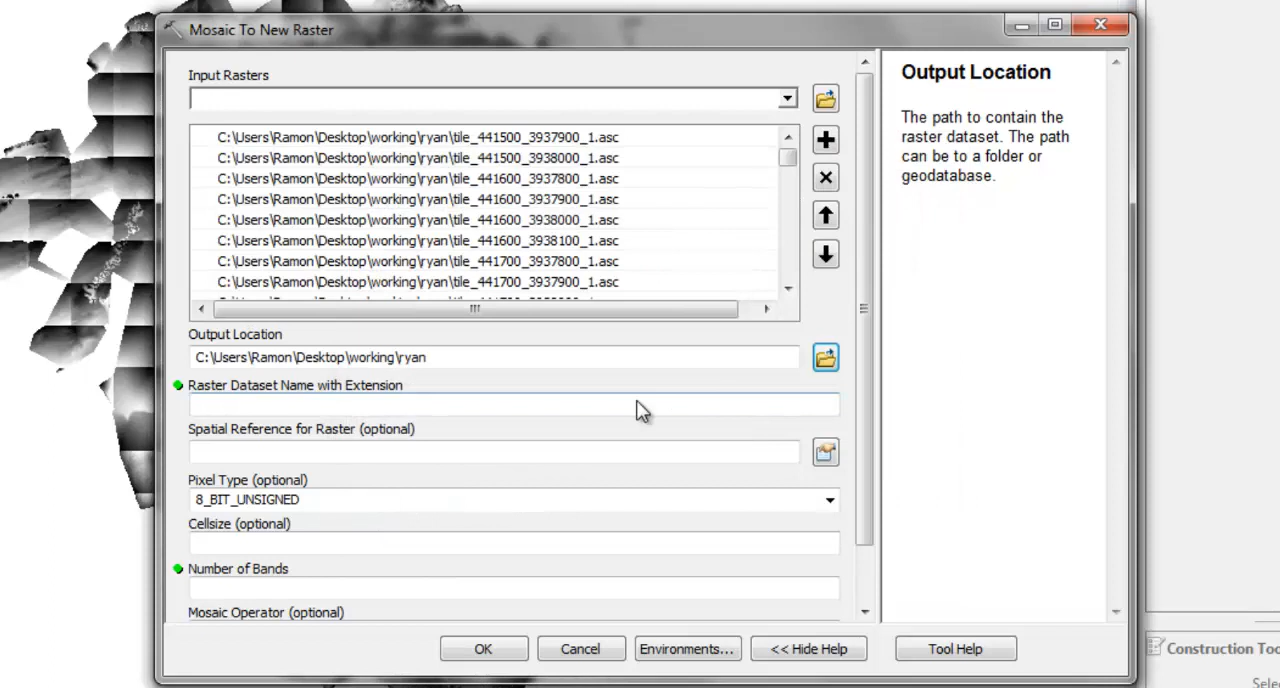 Mosaic To New Raster
Input Rasters
C:\Users\Ramon\Desktop\working\ryan\tile_441500_3937900_1.asc
C:\Users\Ramon\Desktop\working\ryan\tile_441500_3938000_1.asc
C:\Users\Ramon\Desktop\working\ryan\tile_441600_3937800_1.asc
C:\Users\Ramon\Desktop\working\ryan\tile_441600_3937900_1.asc
C:\Users\Ramon\Desktop\working\ryan\tile_441600_3938000_1.asc
C:\Users\Ramon\Desktop\working\ryan\tile_441600_3938100_1.asc
C:\Users\Ramon\Desktop\working\ryan\tile_441700_3937800_1.asc
C:\Users\Ramon\Desktop\working\ryan\tile_441700_3937900_1.asc
Output Location
C:\Users\Ramon\Desktop\working\ryan
Raster Dataset Name with Extension
Spatial Reference for Raster (optional)
Pixel Type (optional)
8_BIT_UNSIGNED
Cellsize (optional)
Number of Bands
Mosaic Operator (optional)
OK
Cancel
Environments...
<< Hide Help
Output Location
The path to contain the
raster dataset. The path
can be to a folder or
geodatabase.
Tool Help
Construction